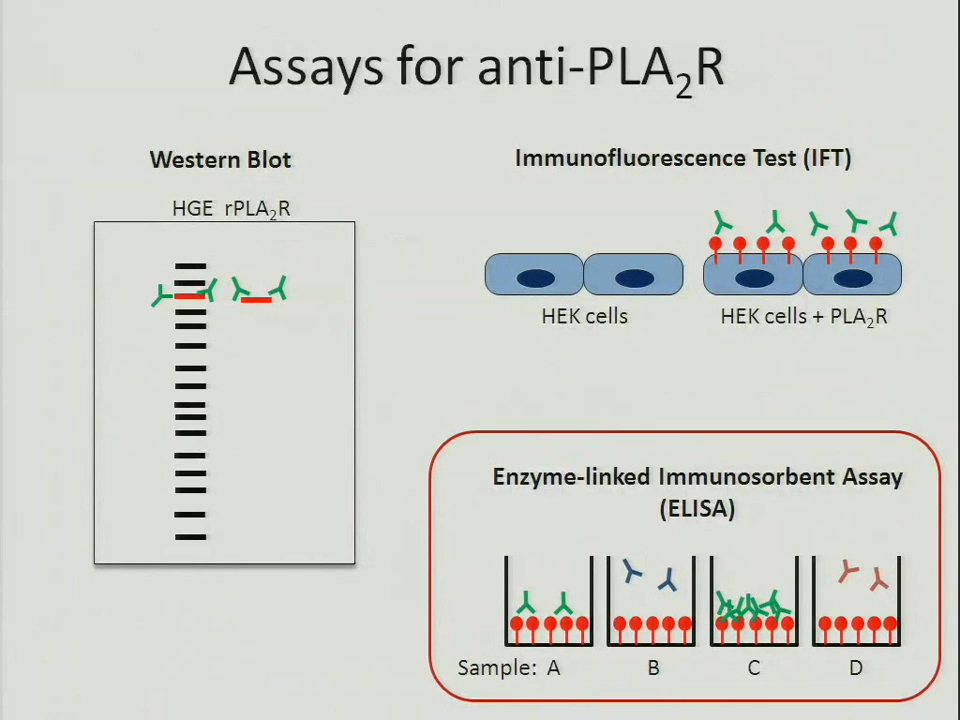 Assays for anti-PLA₂R
Western Blot
HGE rPLA₂R
Immunofluorescence Test (IFT)
HEK cells
HEK cells + PLA₂R
Enzyme-linked Immunosorbent Assay
(ELISA)
Sample: A B C D